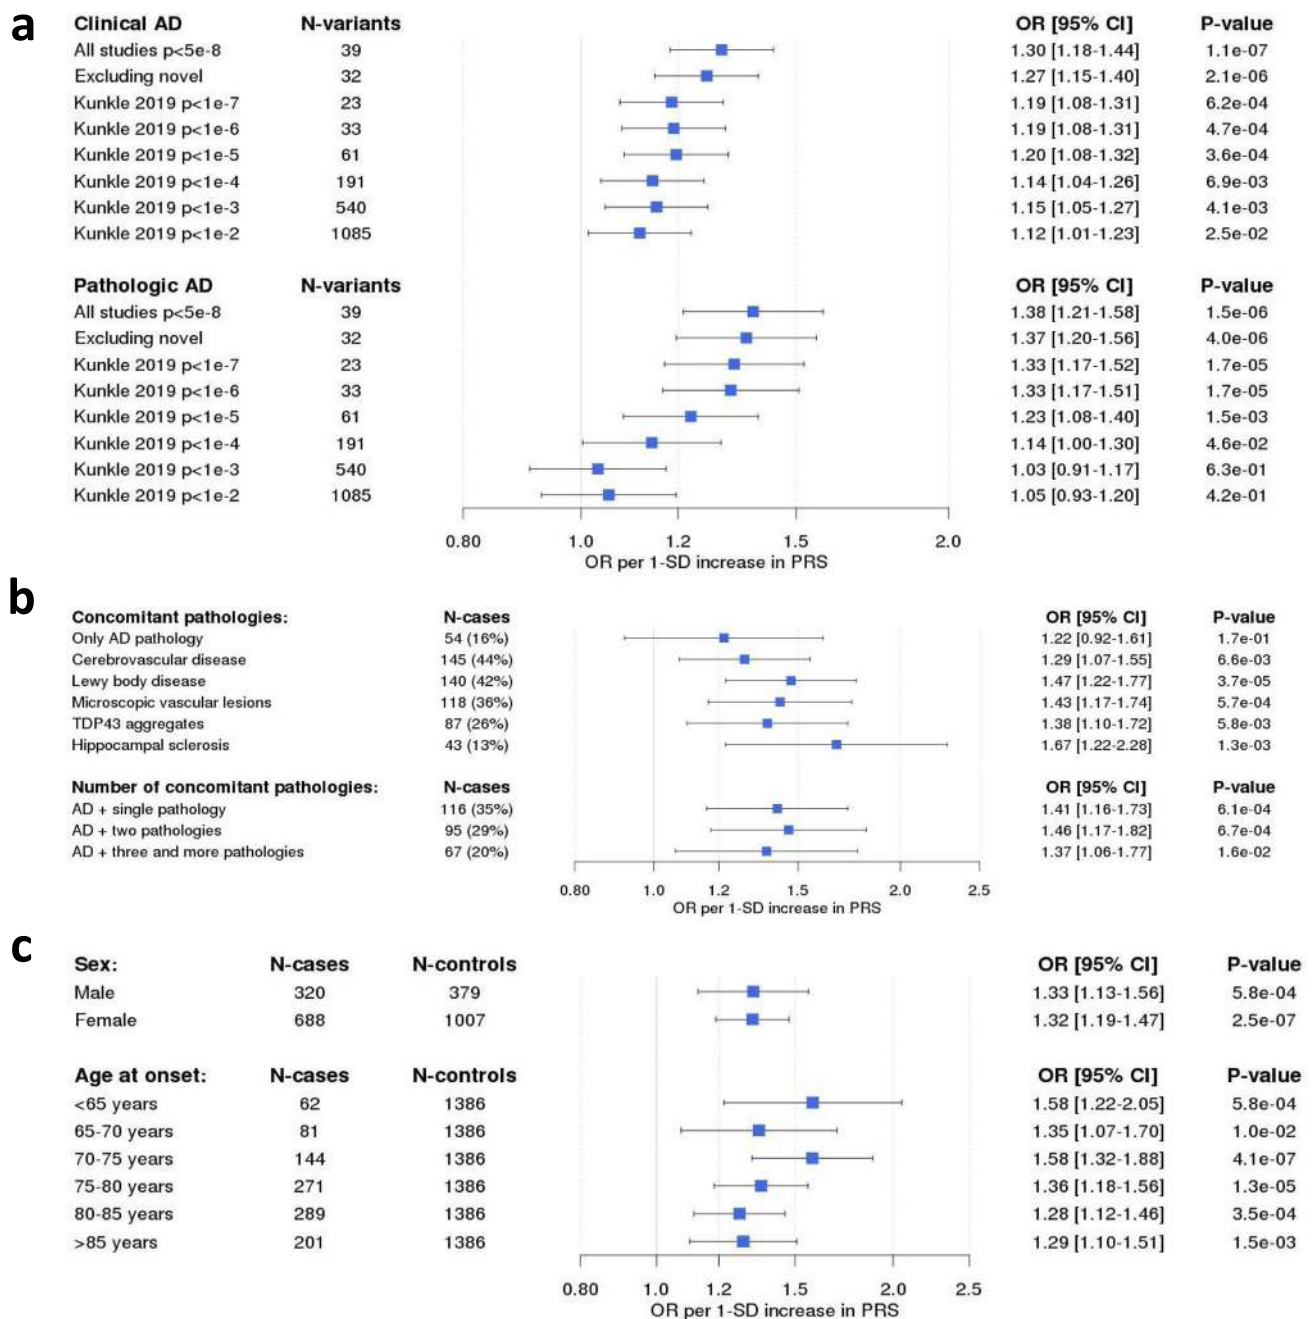 a
Clinical AD N-variants OR [95% CI] P-value
All studies p<5e-8 39 1.30 [1.18-1.44] 1.1e-07
Excluding novel 32 1.27 [1.15-1.40] 2.1e-06
Kunkle 2019 p<1e-7 23 1.19 [1.08-1.31] 6.2e-04
Kunkle 2019 p<1e-6 33 1.19 [1.08-1.31] 4.7e-04
Kunkle 2019 p<1e-5 61 1.20 [1.08-1.32] 3.6e-04
Kunkle 2019 p<1e-4 191 1.14 [1.04-1.26] 6.9e-03
Kunkle 2019 p<1e-3 540 1.15 [1.05-1.27] 4.1e-03
Kunkle 2019 p<1e-2 1085 1.12 [1.01-1.23] 2.5e-02
Pathologic AD N-variants OR [95% CI] P-value
All studies p<5e-8 39 1.38 [1.21-1.58] 1.5e-06
Excluding novel 32 1.37 [1.20-1.56] 4.0e-06
Kunkle 2019 p<1e-7 23 1.33 [1.17-1.52] 1.7e-05
Kunkle 2019 p<1e-6 33 1.33 [1.17-1.51] 1.7e-05
Kunkle 2019 p<1e-5 61 1.23 [1.08-1.40] 1.5e-03
Kunkle 2019 p<1e-4 191 1.14 [1.00-1.30] 4.6e-02
Kunkle 2019 p<1e-3 540 1.03 [0.91-1.17] 6.3e-01
Kunkle 2019 p<1e-2 1085 1.05 [0.93-1.20] 4.2e-01
0.80 1.0 1.2 1.5 2.0
OR per 1-SD increase in PRS
b
Concomitant pathologies: N-cases OR [95% CI] P-value
Only AD pathology 54 (16%) 1.22 [0.92-1.61] 1.7e-01
Cerebrovascular disease 145 (44%) 1.29 [1.07-1.55] 6.6e-03
Lewy body disease 140 (42%) 1.47 [1.22-1.77] 3.7e-05
Microscopic vascular lesions 118 (36%) 1.43 [1.17-1.74] 5.7e-04
TDP43 aggregates 87 (26%) 1.38 [1.10-1.72] 5.8e-03
Hippocampal sclerosis 43 (13%) 1.67 [1.22-2.28] 1.3e-03
Number of concomitant pathologies: N-cases OR [95% CI] P-value
AD + single pathology 116 (35%) 1.41 [1.16-1.73] 6.1e-04
AD + two pathologies 95 (29%) 1.46 [1.17-1.82] 6.7e-04
AD + three and more pathologies 67 (20%) 1.37 [1.06-1.77] 1.6e-02
0.80 1.0 1.2 1.5 2.0 2.5
OR per 1-SD increase in PRS
c
Sex: N-cases N-controls OR [95% CI] P-value
Male 320 379 1.33 [1.13-1.56] 5.8e-04
Female 688 1007 1.32 [1.19-1.47] 2.5e-07
Age at onset: N-cases N-controls OR [95% CI] P-value
<65 years 62 1386 1.58 [1.22-2.05] 5.8e-04
65-70 years 81 1386 1.35 [1.07-1.70] 1.0e-02
70-75 years 144 1386 1.58 [1.32-1.88] 4.1e-07
75-80 years 271 1386 1.36 [1.18-1.56] 1.3e-05
80-85 years 289 1386 1.28 [1.12-1.46] 3.5e-04
>85 years 201 1386 1.29 [1.10-1.51] 1.5e-03
0.80 1.0 1.2 1.5 2.0 2.5
OR per 1-SD increase in PRS